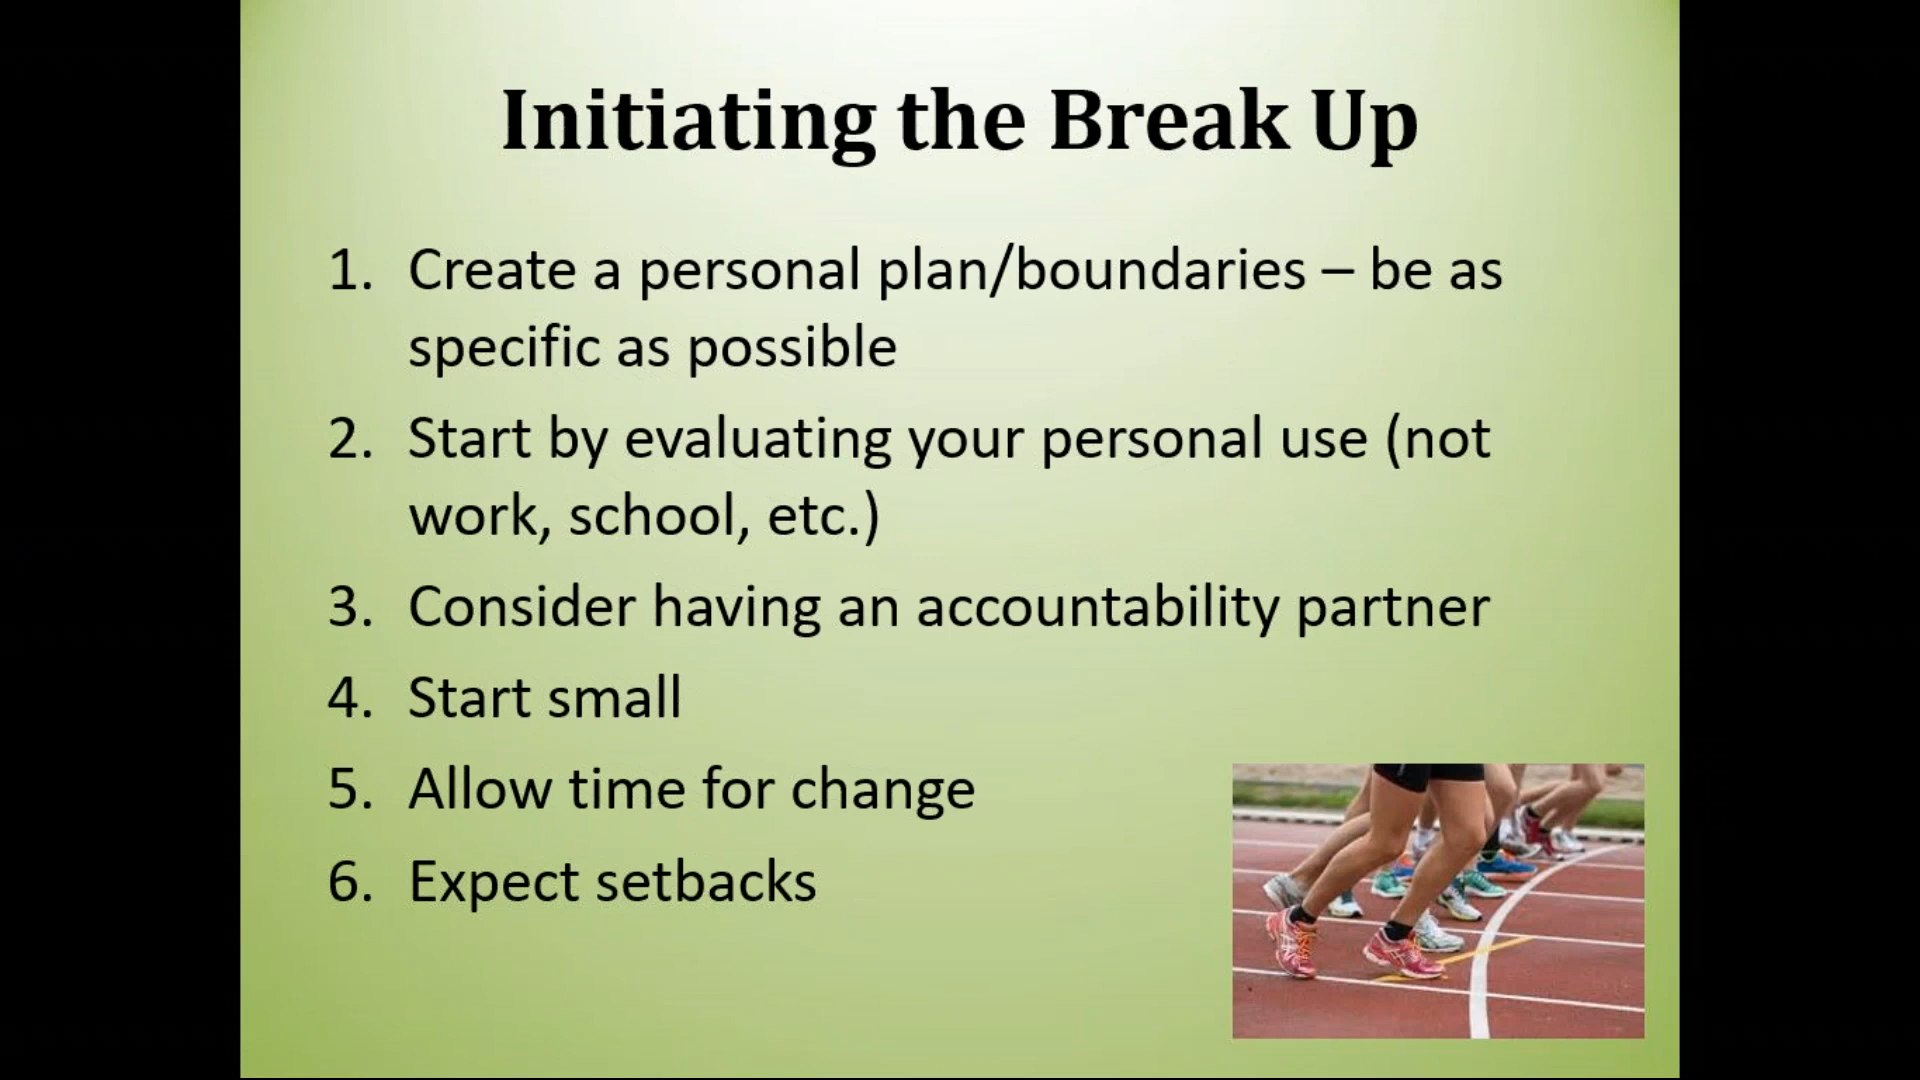 Initiating the Break Up
1. Create a personal plan/boundaries – be as
specific as possible
2. Start by evaluating your personal use (not
work, school, etc.)
3. Consider having an accountability partner
4. Start small
5. Allow time for change
6. Expect setbacks